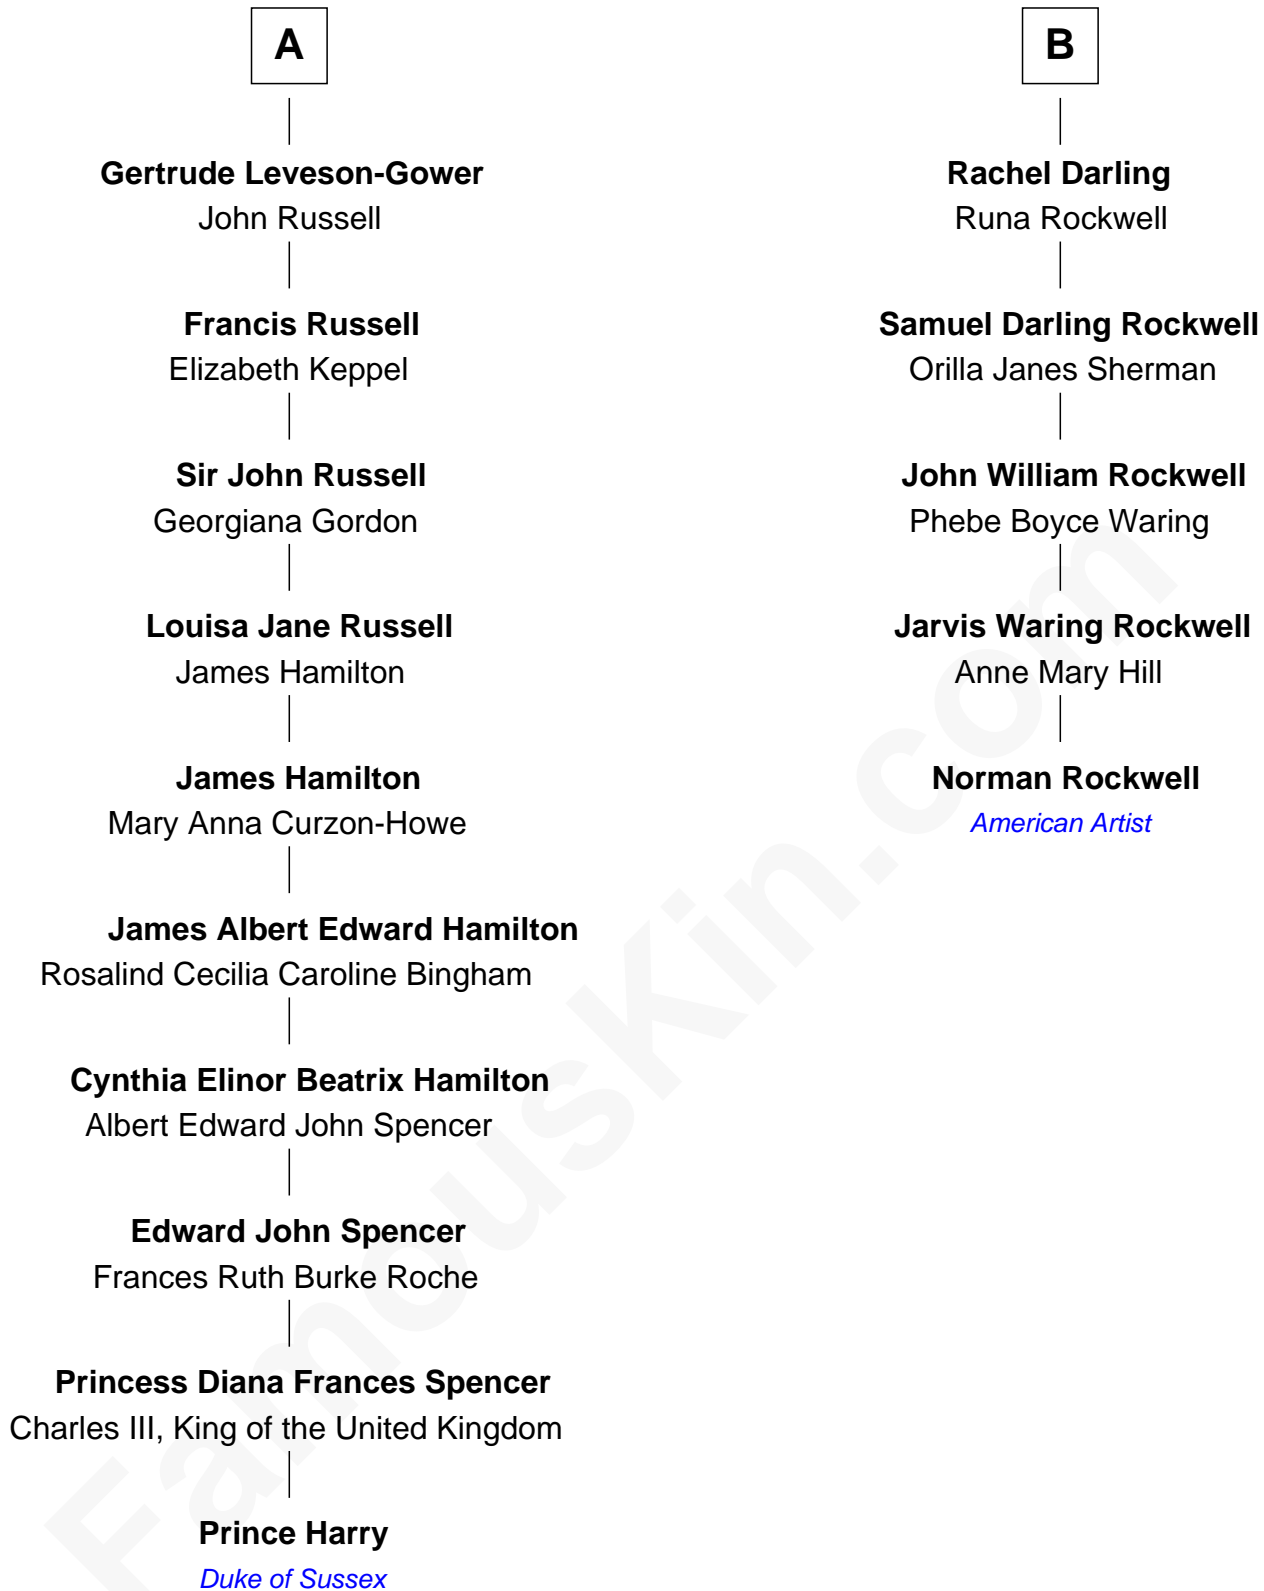 A
Gertrude Leveson-Gower
John Russell
Francis Russell
Elizabeth Keppel
Sir John Russell
Georgiana Gordon
Louisa Jane Russell
James Hamilton
James Hamilton
Mary Anna Curzon-Howe
James Albert Edward Hamilton
Rosalind Cecilia Caroline Bingham
Cynthia Elinor Beatrix Hamilton
Albert Edward John Spencer
Edward John Spencer
Frances Ruth Burke Roche
Princess Diana Frances Spencer
Charles III, King of the United Kingdom
Prince Harry
Duke of Sussex
B
Rachel Darling
Runa Rockwell
Samuel Darling Rockwell
Orilla Janes Sherman
John William Rockwell
Phebe Boyce Waring
Jarvis Waring Rockwell
Anne Mary Hill
Norman Rockwell
American Artist
FamousKin.com